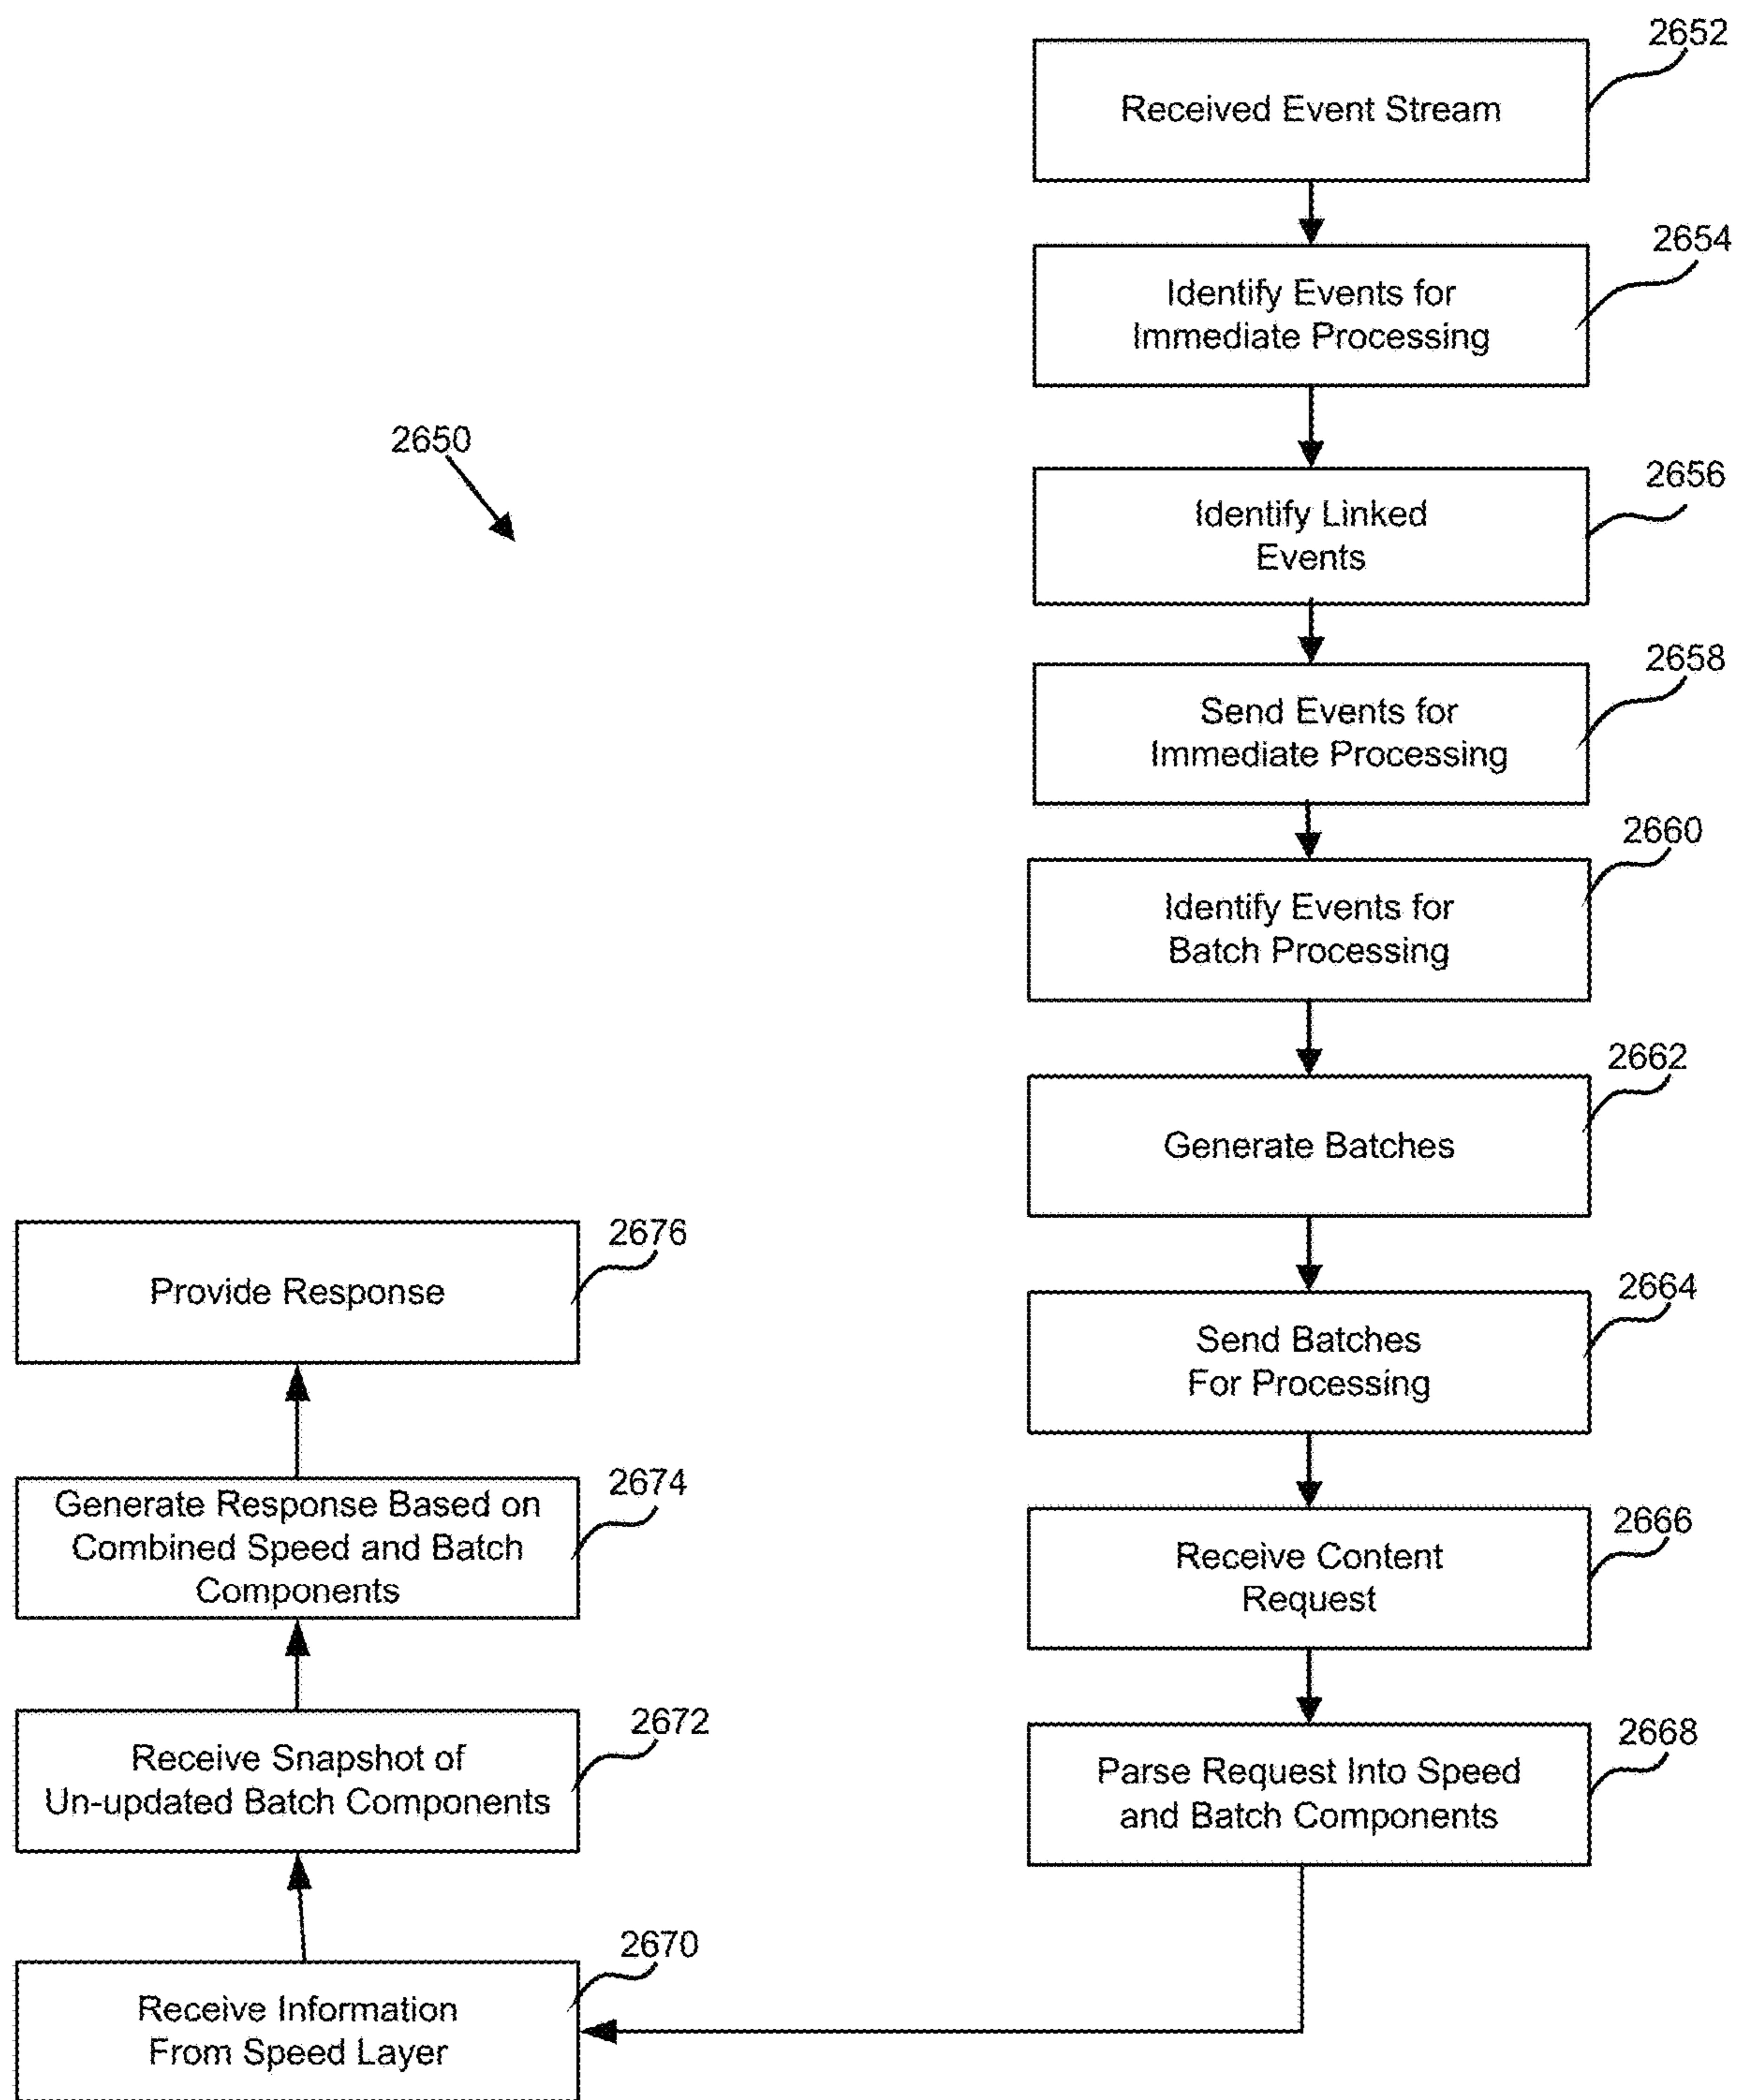 2652
Received Event Stream
2654
Identify Events for
Immediate Processing
2650
2656
Identify Linked
Events
2658
Send Events for
Immediate Processing
2660
Identify Events for
Batch Processing
2662
Generate Batches
2664
Send Batches
For Processing
2666
Receive Content
Request
2668
Parse Request Into Speed
and Batch Components
2670
Receive Information
From Speed Layer
2672
Receive Snapshot of
Un-updated Batch Components
2674
Generate Response Based on
Combined Speed and Batch
Components
2676
Provide Response